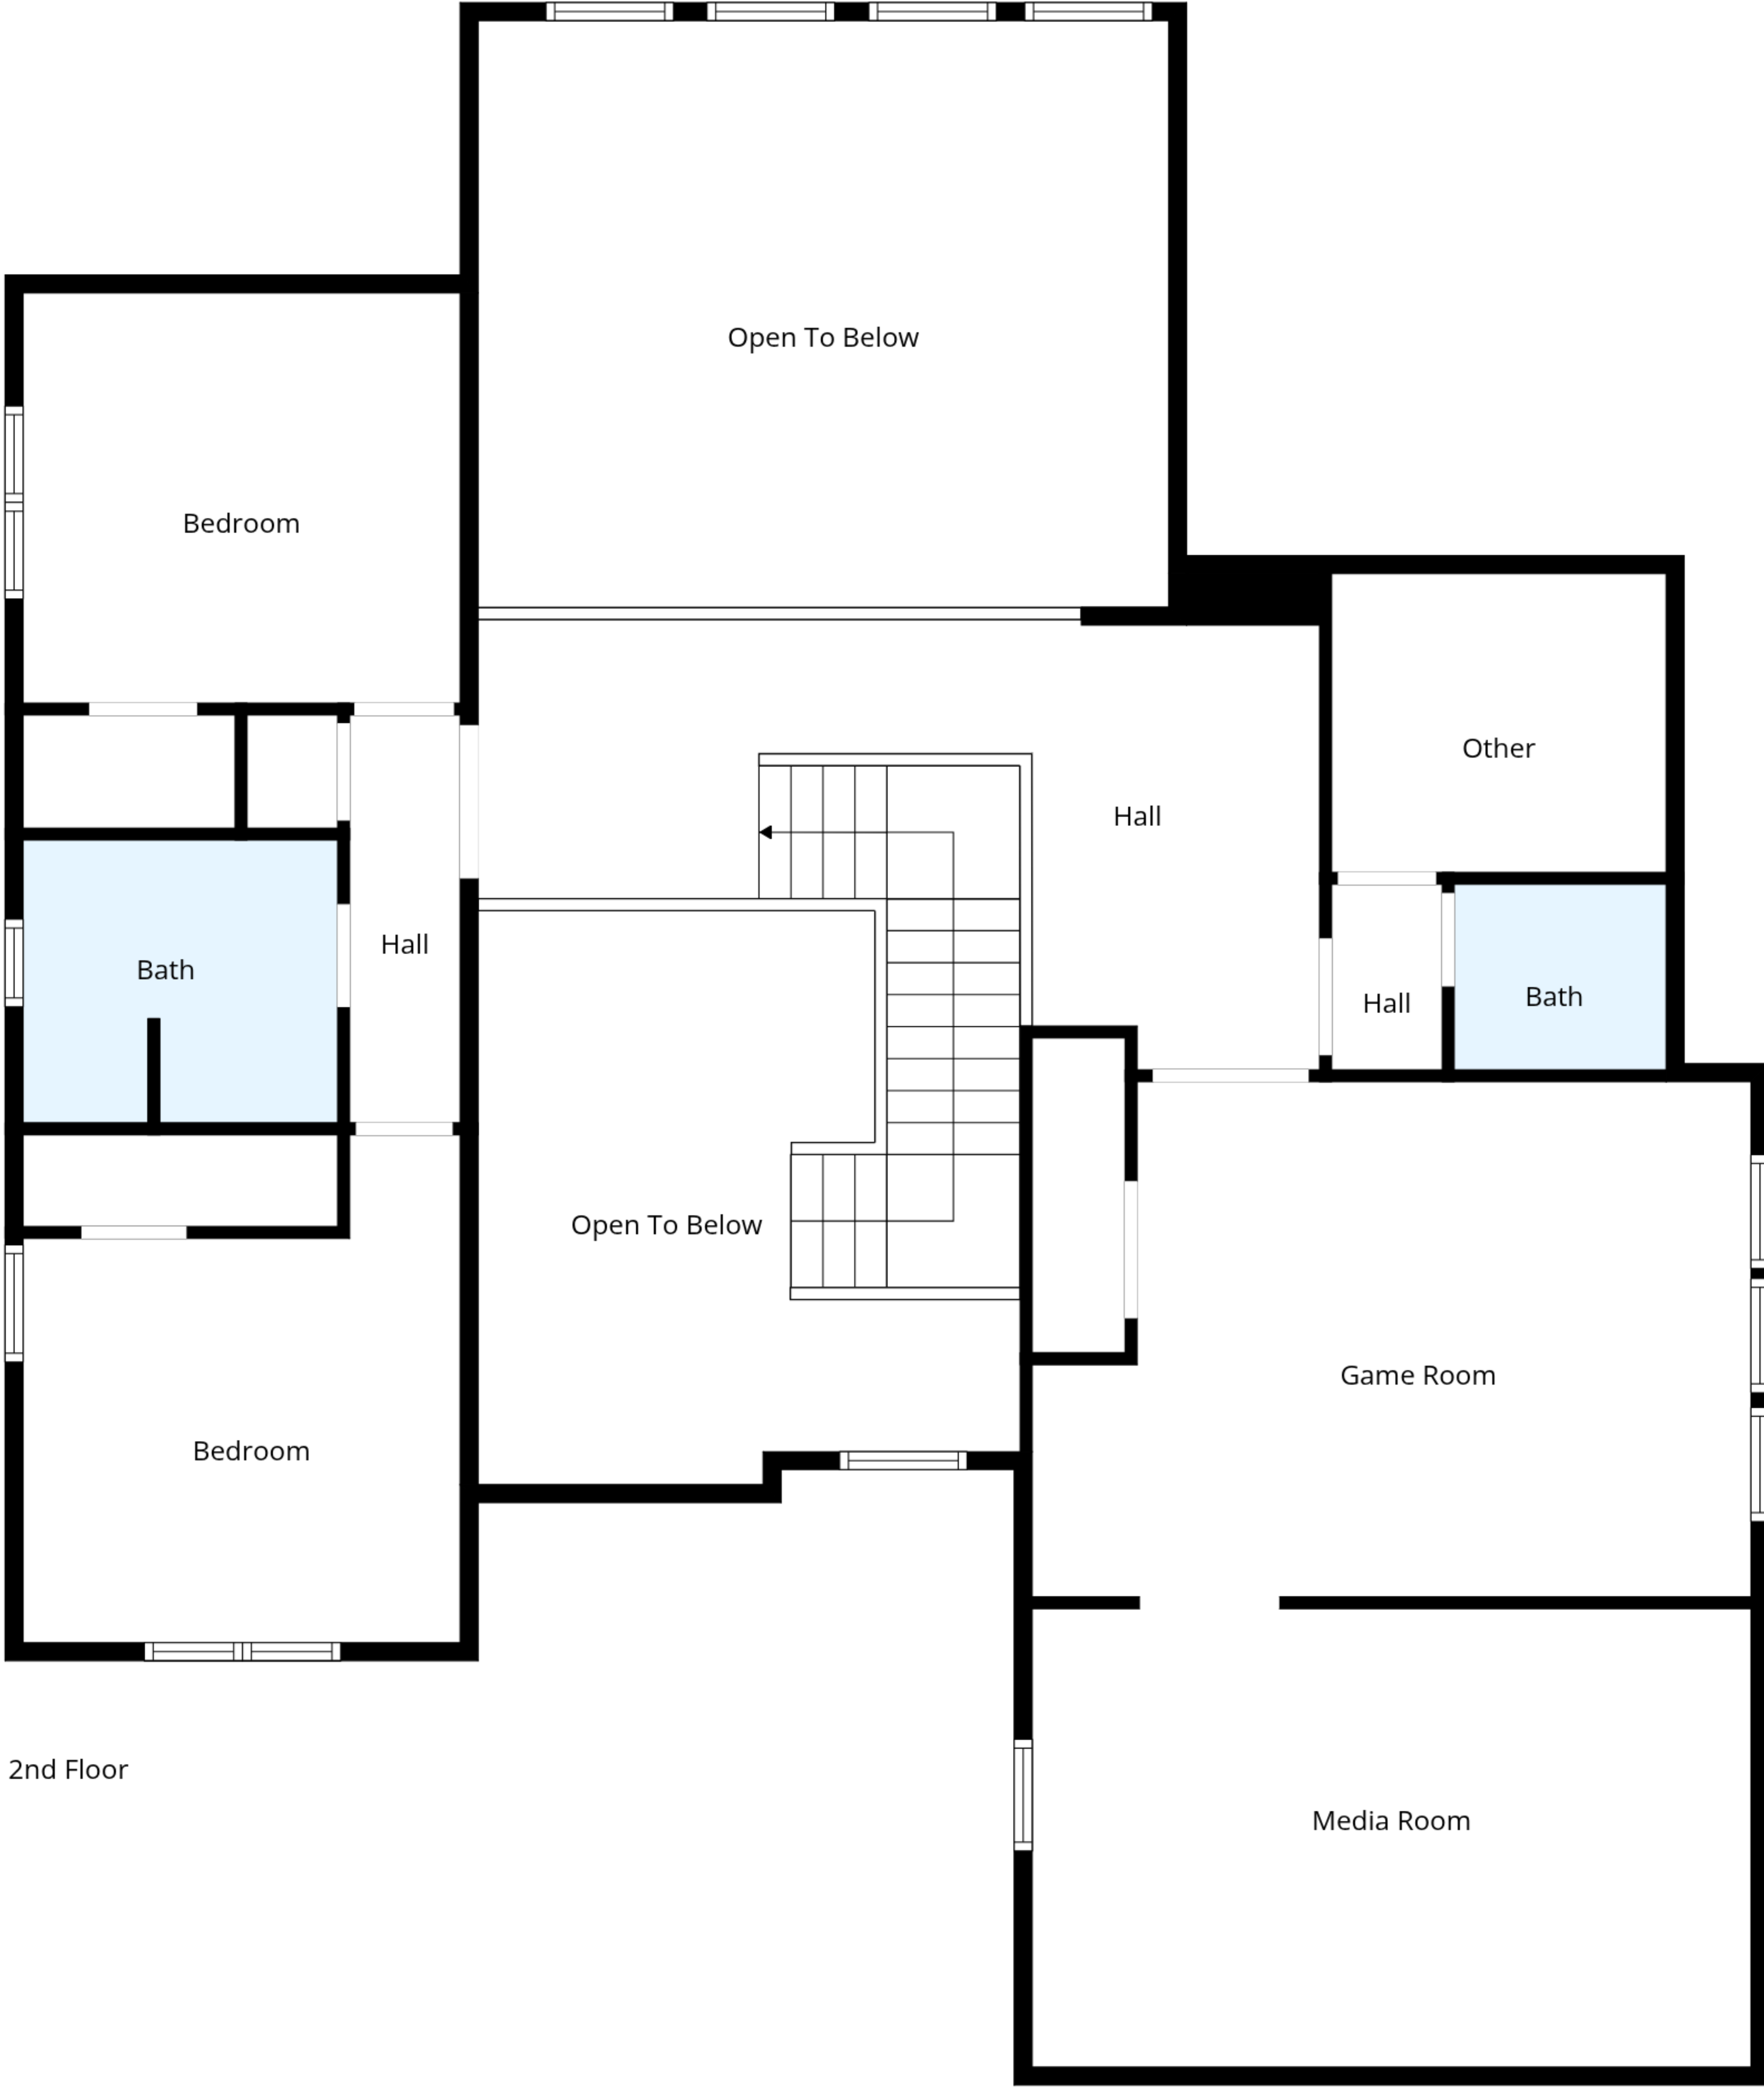 Open To Below
Bedroom
Other
Hall
Hall
Bath
Bath
Hall
Open To Below
Game Room
Bedroom
2nd Floor
Media Room